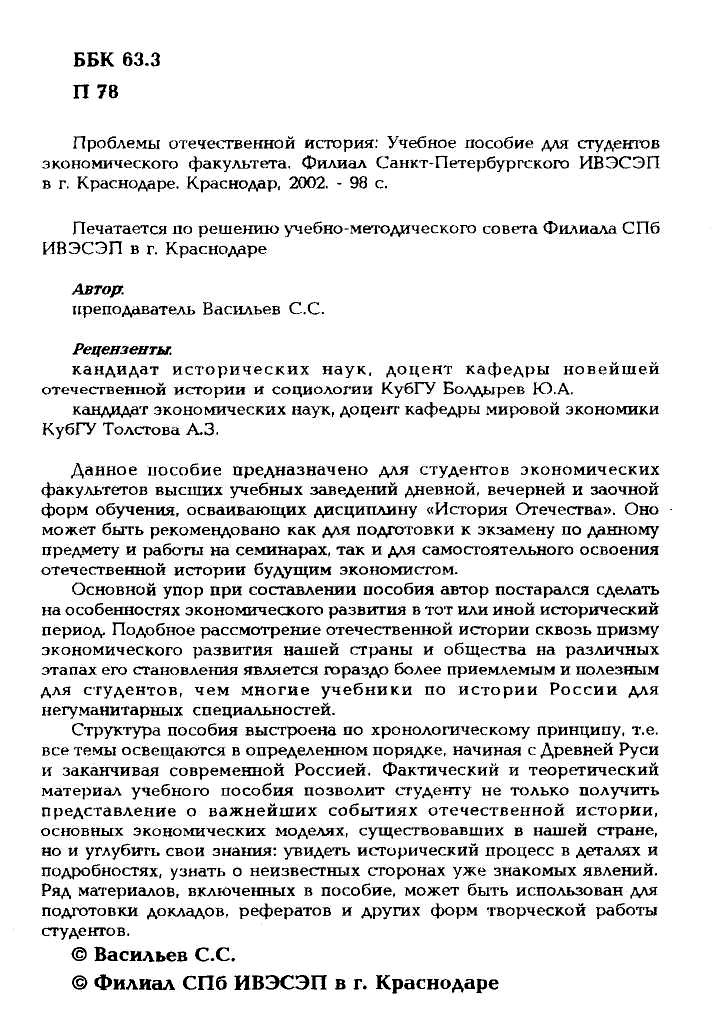 ББК 63.3
П 78
Проблемы отечественной история: Учебное пособие для студентов
экономического факультета. Филиал Санкт-Петербургского ИВЭСЭП
в г. Краснодаре. Краснодар, 2002. - 98 с.
Печатается по решению учебно-методического совета Филиала СПб
ИВЭСЭП в г. Краснодаре
Автор:
преподаватель Васильев С.С.
Рецензенты:
кандидат исторических наук, доцент кафедры новейшей
отечественной истории и социологии КубГУ Болдырев Ю.А.
кандидат экономических наук, доцент кафедры мировой экономики
КубГУ Толстова А.З.
Данное пособие предназначено для студентов экономических
факультетов высших учебных заведений дневной, вечерней и заочной
форм обучения, осваивающих дисциплину «История Отечества». Оно
может быть рекомендовано как для подготовки к экзамену по данному
предмету и работы на семинарах, так и для самостоятельного освоения
отечественной истории будущим экономистом.
Основной упор при составлении пособия автор постарался сделать
на особенностях экономического развития в тот или иной исторический
период. Подобное рассмотрение отечественной истории сквозь призму
экономического развития нашей страны и общества на различных
этапах его становления является гораздо более приемлемым и полезным
для студентов, чем многие учебники по истории России для
негуманитарных специальностей.
Структура пособия выстроена по хронологическому принципу, т.е.
все темы освещаются в определенном порядке, начиная с Древней Руси
и заканчивая современной Россией. Фактический и теоретический
материал учебного пособия позволит студенту не только получить
представление о важнейших событиях отечественной истории,
основных экономических моделях, существовавших в нашей стране,
но и углубить свои знания: увидеть исторический процесс в деталях и
подробностях, узнать о неизвестных сторонах уже знакомых явлений.
Ряд материалов, включенных в пособие, может быть использован для
подготовки докладов, рефератов и других форм творческой работы
студентов.
© Васильев С.С.
© Филиал СПб ИВЭСЭП в г. Краснодаре